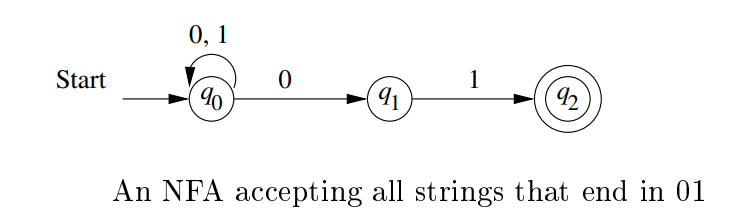 0, 1
Start
0
1
q0
q1
q2
An NFA accepting all strings that end in 01